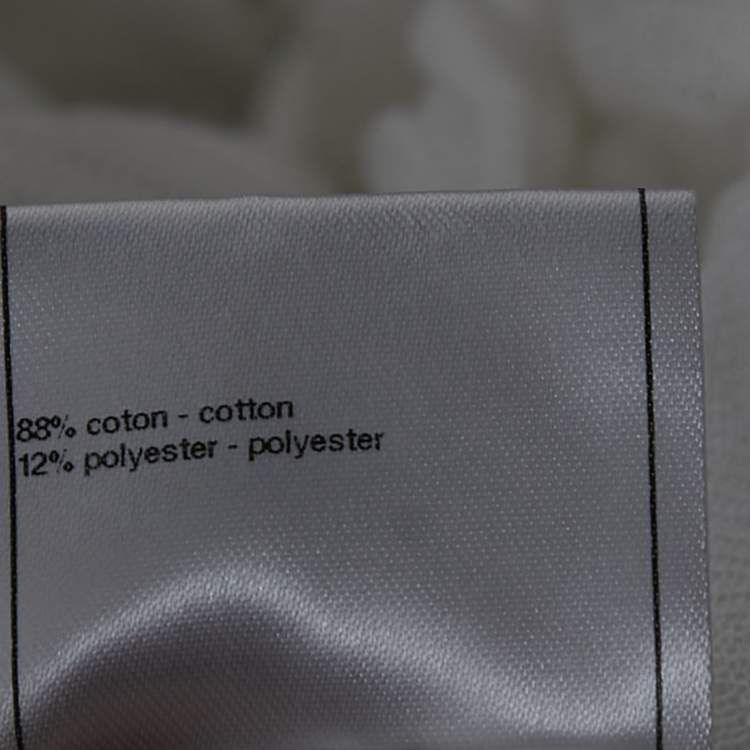 88% coton - cotton
12% polyester - polyester